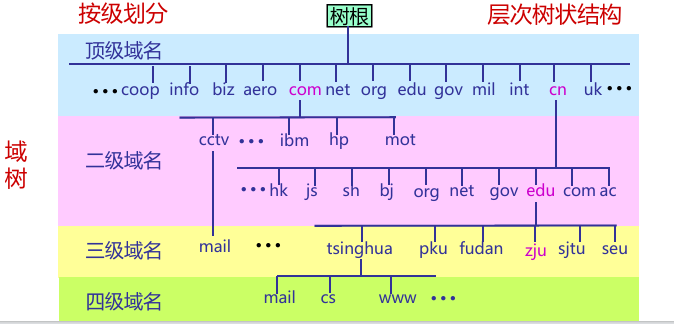 按级划分
树根
层次树状结构
顶级域名
•••coop info biz aero com net org edu gov mil int cn uk•••
cctv ••• ibm hp mot
域树
二级域名
•••hk js sh bj org net gov edu com ac
三级域名
mail ••• tsinghua pku fudan zju sjtu seu
四级域名
mail cs www •••